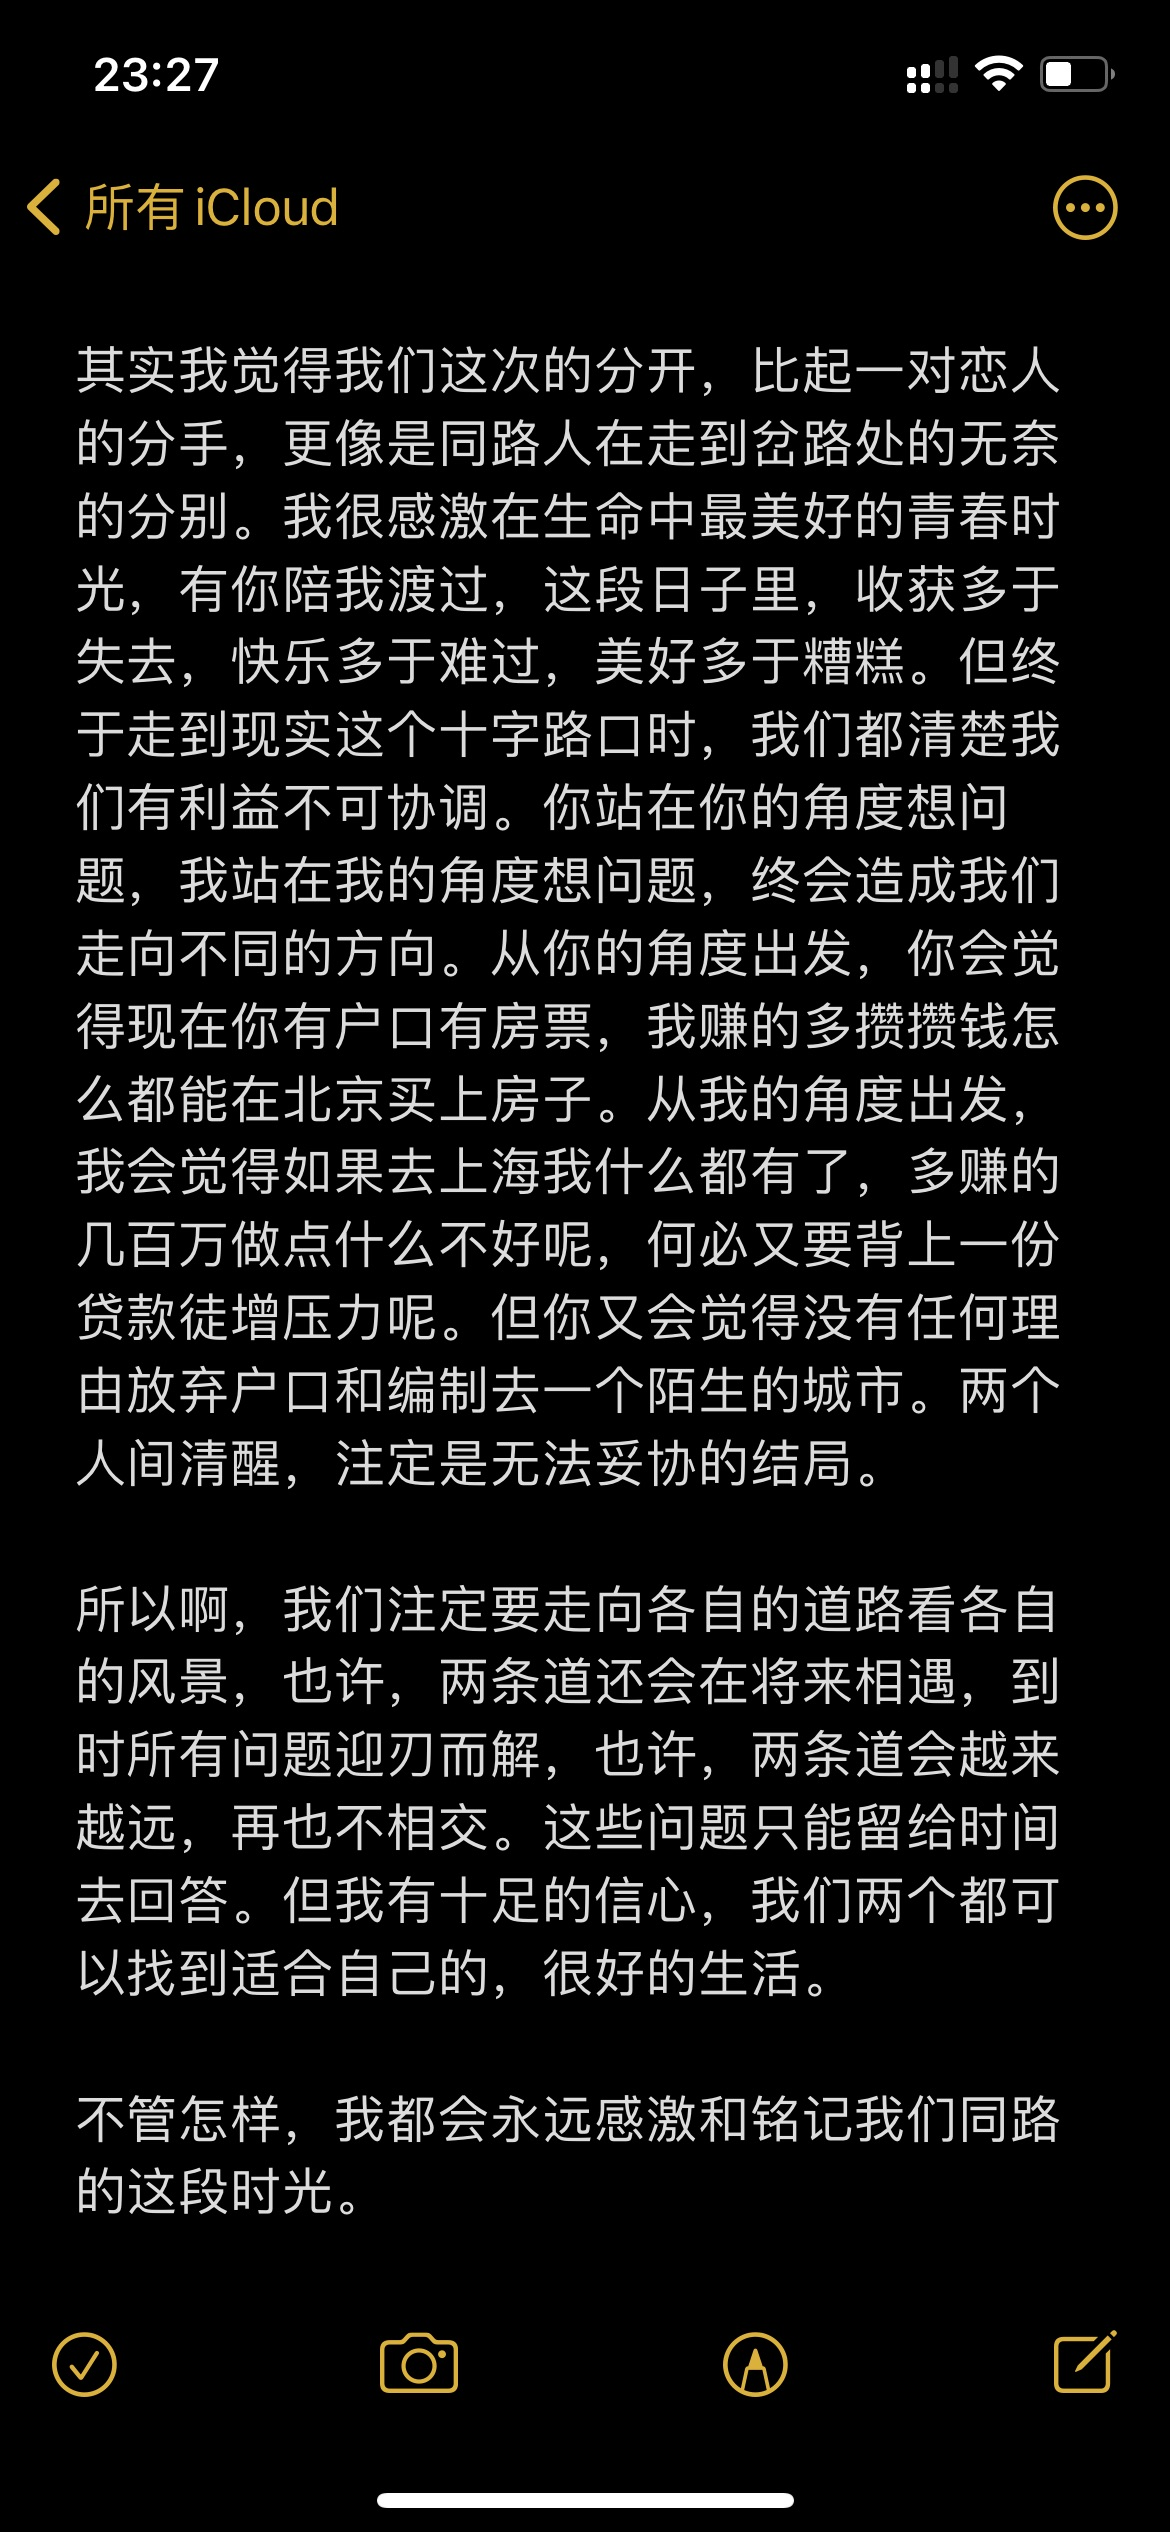 23:27
所有 iCloud
其实我觉得我们这次的分开，比起一对恋人
的分手，更像是同路人在走到岔路处的无奈
的分别。我很感激在生命中最美好的青春时
光，有你陪我渡过，这段日子里，收获多于
失去，快乐多于难过，美好多于糟糕。但终
于走到现实这个十字路口时，我们都清楚我
们有利益不可协调。你站在你的角度想问
题，我站在我的角度想问题，终会造成我们
走向不同的方向。从你的角度出发，你会觉
得现在你有户口有房票，我赚的多攒攒钱怎
么都能在北京买上房子。从我的角度出发，
我会觉得如果去上海我什么都有了，多赚的
几百万做点什么不好呢，何必又要背上一份
贷款徒增压力呢。但你又会觉得没有任何理
由放弃户口和编制去一个陌生的城市。两个
人间清醒，注定是无法妥协的结局。
所以啊，我们注定要走向各自的道路看各自
的风景，也许，两条道还会在将来相遇，到
时所有问题迎刃而解，也许，两条道会越来
越远，再也不相交。这些问题只能留给时间
去回答。但我有十足的信心，我们两个都可
以找到适合自己的，很好的生活。
不管怎样，我都会永远感激和铭记我们同路
的这段时光。